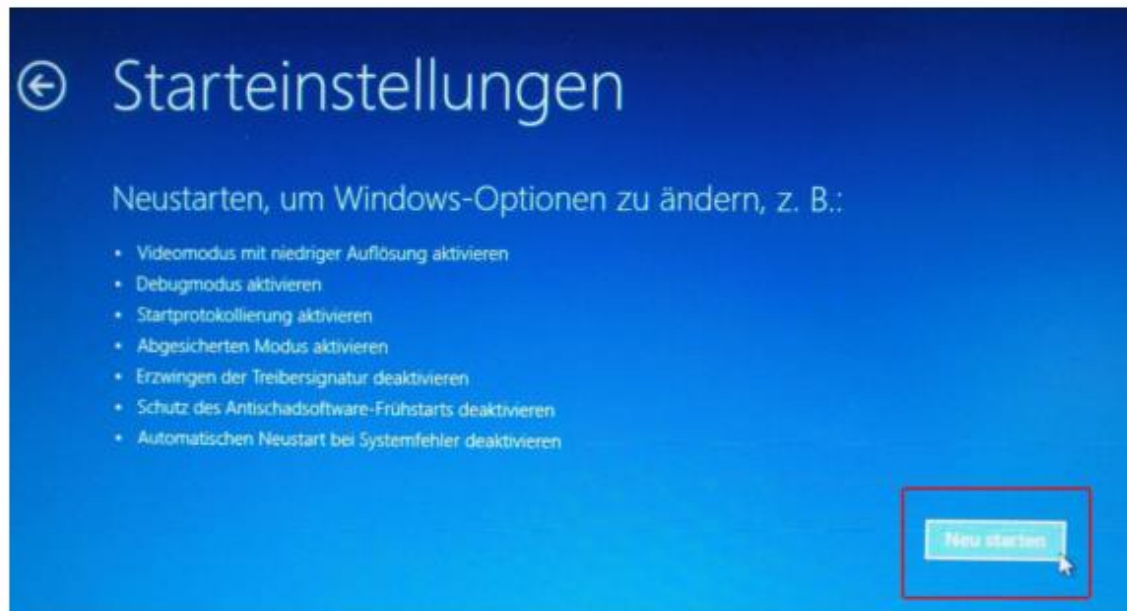 Starteinstellungen
Neustarten, um Windows-Optionen zu ändern, z. B.:
• Videomodus mit niedriger Auflösung aktivieren
• Debugmodus aktivieren
• Startprotokollierung aktivieren
• Abgesicherten Modus aktivieren
• Erzwingen der Treibersignatur deaktivieren
• Schutz des Antischadsoftware-Frühstarts deaktivieren
• Automatischen Neustart bei Systemfehler deaktivieren
Neu starten